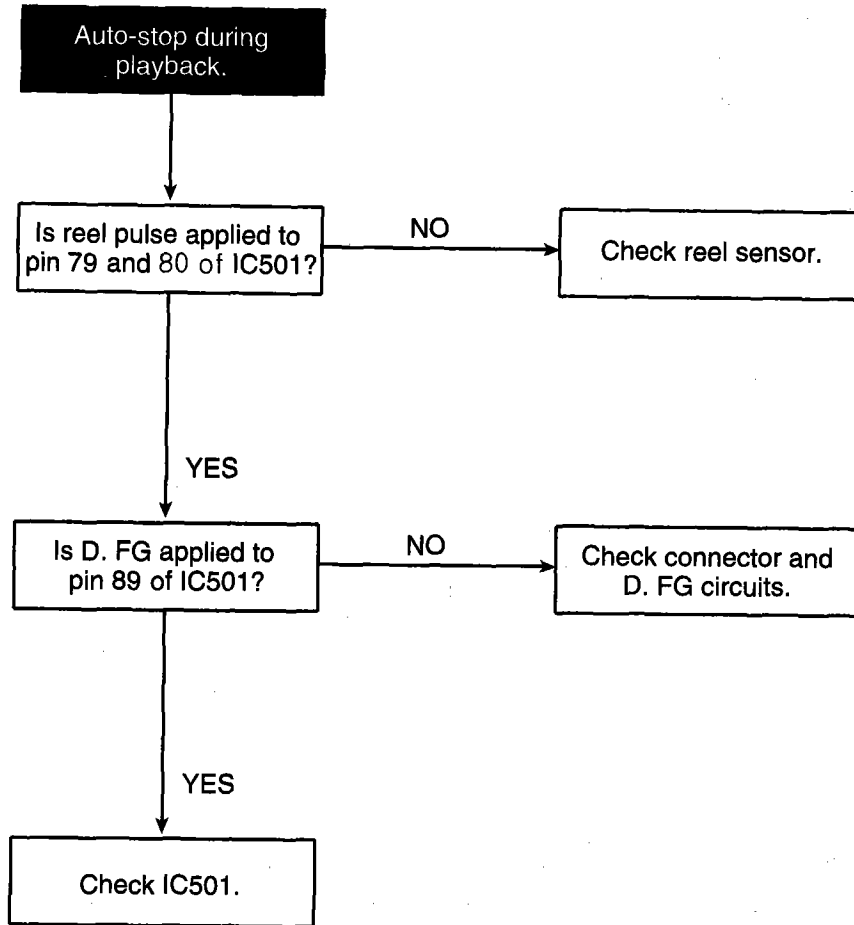 Auto-stop during
playback.
Is reel pulse applied to
pin 79 and 80 of IC501?
NO
Check reel sensor.
YES
Is D. FG applied to
pin 89 of IC501?
NO
Check connector and
D. FG circuits.
YES
Check IC501.